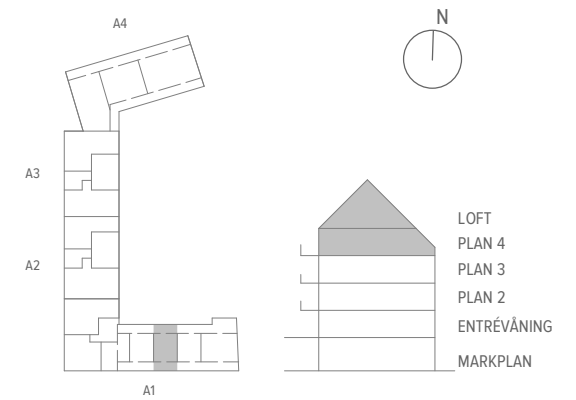 A4
N
A3
A2
A1
LOFT
PLAN 4
PLAN 3
PLAN 2
ENTRÉVÅNING
MARKPLAN